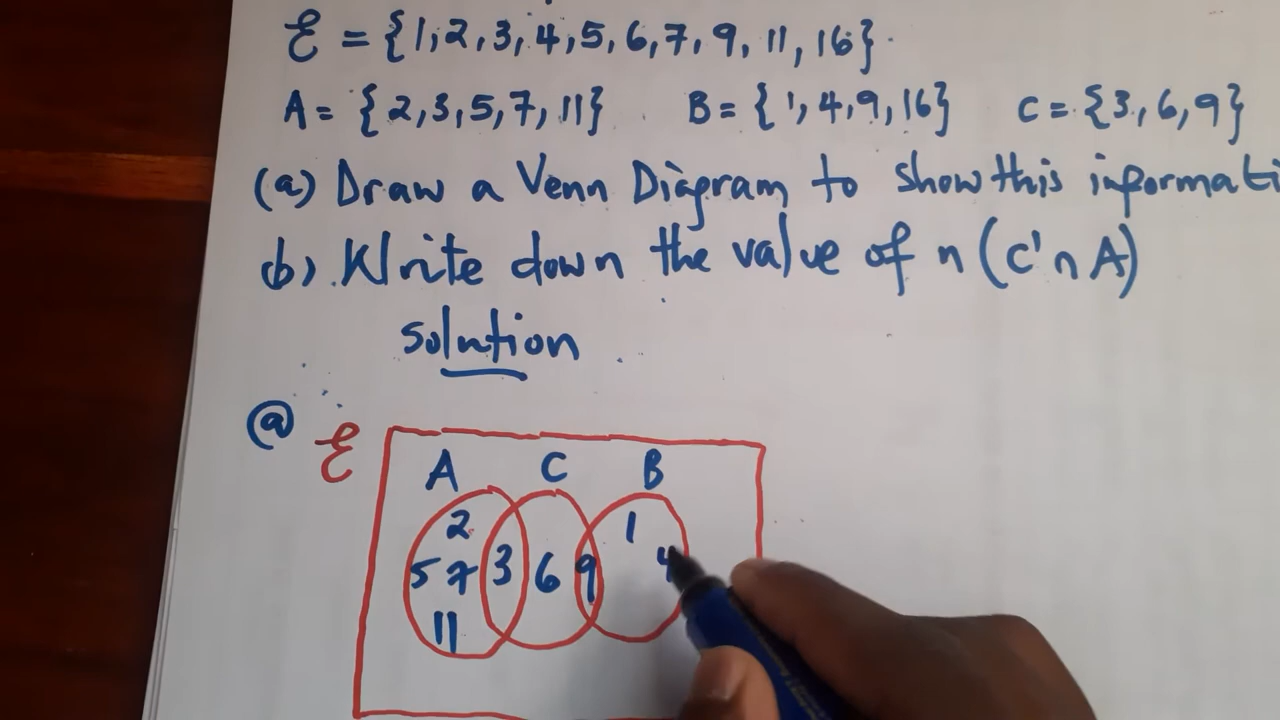 ℰ = {1,2,3,4,5,6,7,9,11,16}.
A = {2,3,5,7,11} B = {1,4,9,16} C = {3,6,9}
(a) Draw a Venn Diagram to show this informati
(b). Write down the value of n(C'∩A)
solution
(a) ℰ
A C B
2 1
5 7 3 6 9 4
11